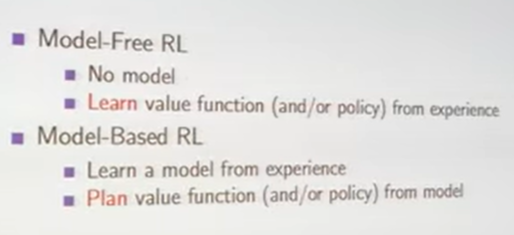 Model-Free RL
No model
Learn value function (and/or policy) from experience
Model-Based RL
Learn a model from experience
Plan value function (and/or policy) from model